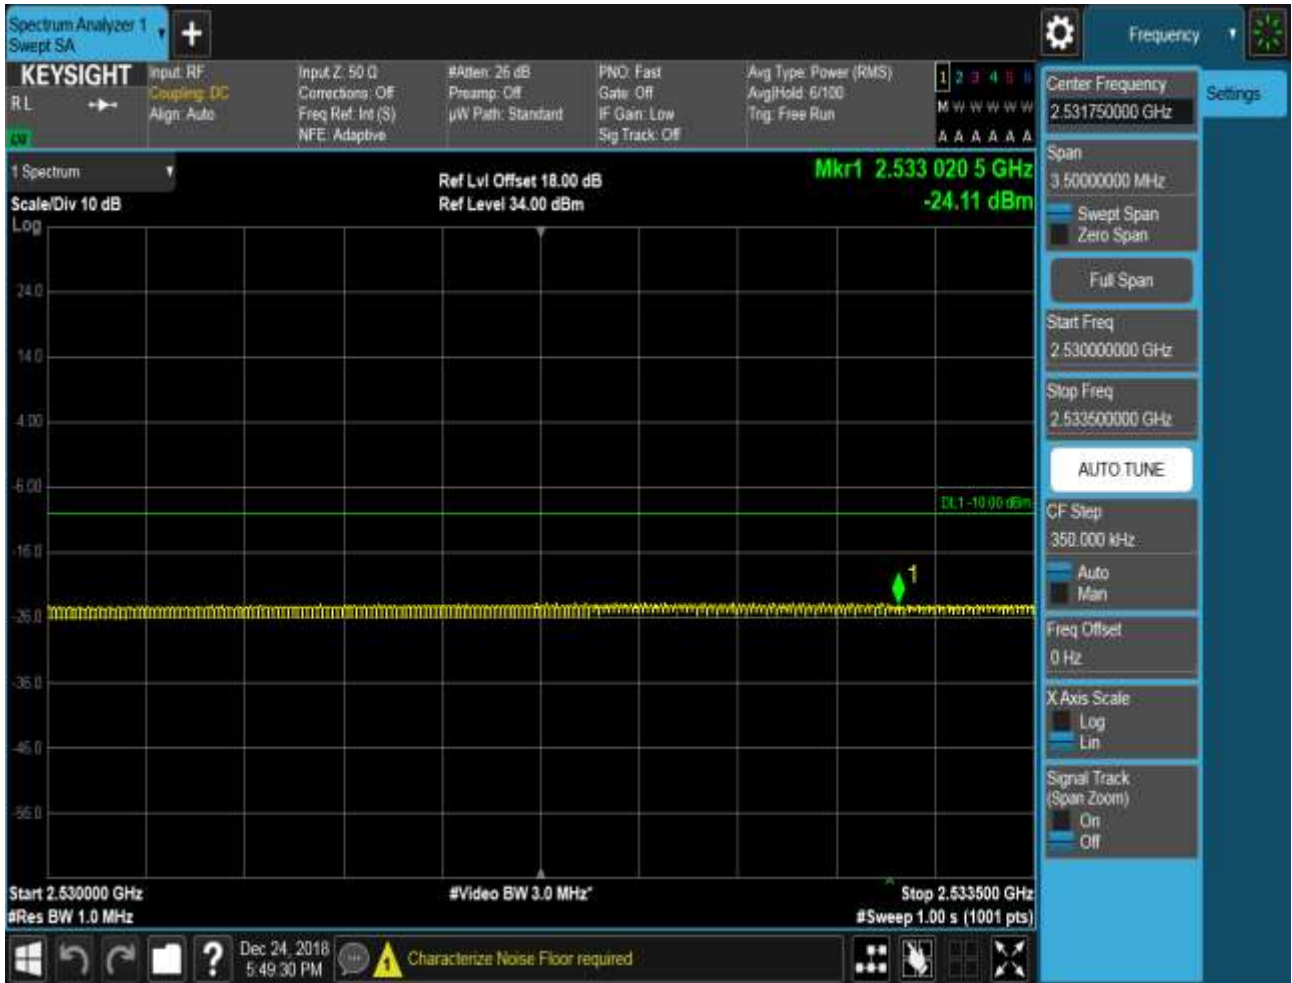 Spectrum Analyzer 1
Swept SA
Frequency
KEYSIGHT
RL
Input: RF
Coupling: DC
Align: Auto
Input Z: 50 Ω
Corrections: Off
Freq Ref: Int (S)
NFE: Adaptive
#Atten: 26 dB
Preamp: Off
µW Path: Standard
PNO: Fast
Gate: Off
IF Gain: Low
Sig Track: Off
Avg Type: Power (RMS)
Avg|Hold: 6/100
Trig: Free Run
1 2 3 4 5 6
M W W W W W
A A A A A A
1 Spectrum
Scale/Div 10 dB
Log
Ref Lvl Offset 18.00 dB
Ref Level 34.00 dBm
Mkr1 2.533 020 5 GHz
-24.11 dBm
24.0
14.0
4.00
-6.00
DL1 -10.00 dBm
-16.0
1
-26.0
-36.0
-46.0
-56.0
Start 2.530000 GHz
#Res BW 1.0 MHz
#Video BW 3.0 MHz*
Stop 2.533500 GHz
#Sweep 1.00 s (1001 pts)
Settings
Center Frequency
2.531750000 GHz
Span
3.50000000 MHz
Swept Span
Zero Span
Full Span
Start Freq
2.530000000 GHz
Stop Freq
2.533500000 GHz
AUTO TUNE
CF Step
350.000 kHz
Auto
Man
Freq Offset
0 Hz
X Axis Scale
Log
Lin
Signal Track
(Span Zoom)
On
Off
?
Dec 24, 2018
5:49:30 PM
1
Characterize Noise Floor required